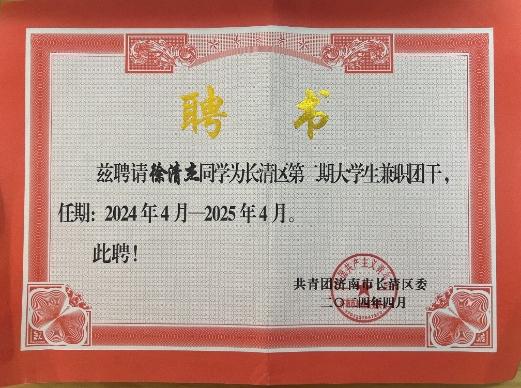 聘书
兹聘请徐清杰同学为长清区第二期大学生兼职团干，
任期：2024年4月—2025年4月。
此聘！
共青团济南市长清区委
二〇二四年四月